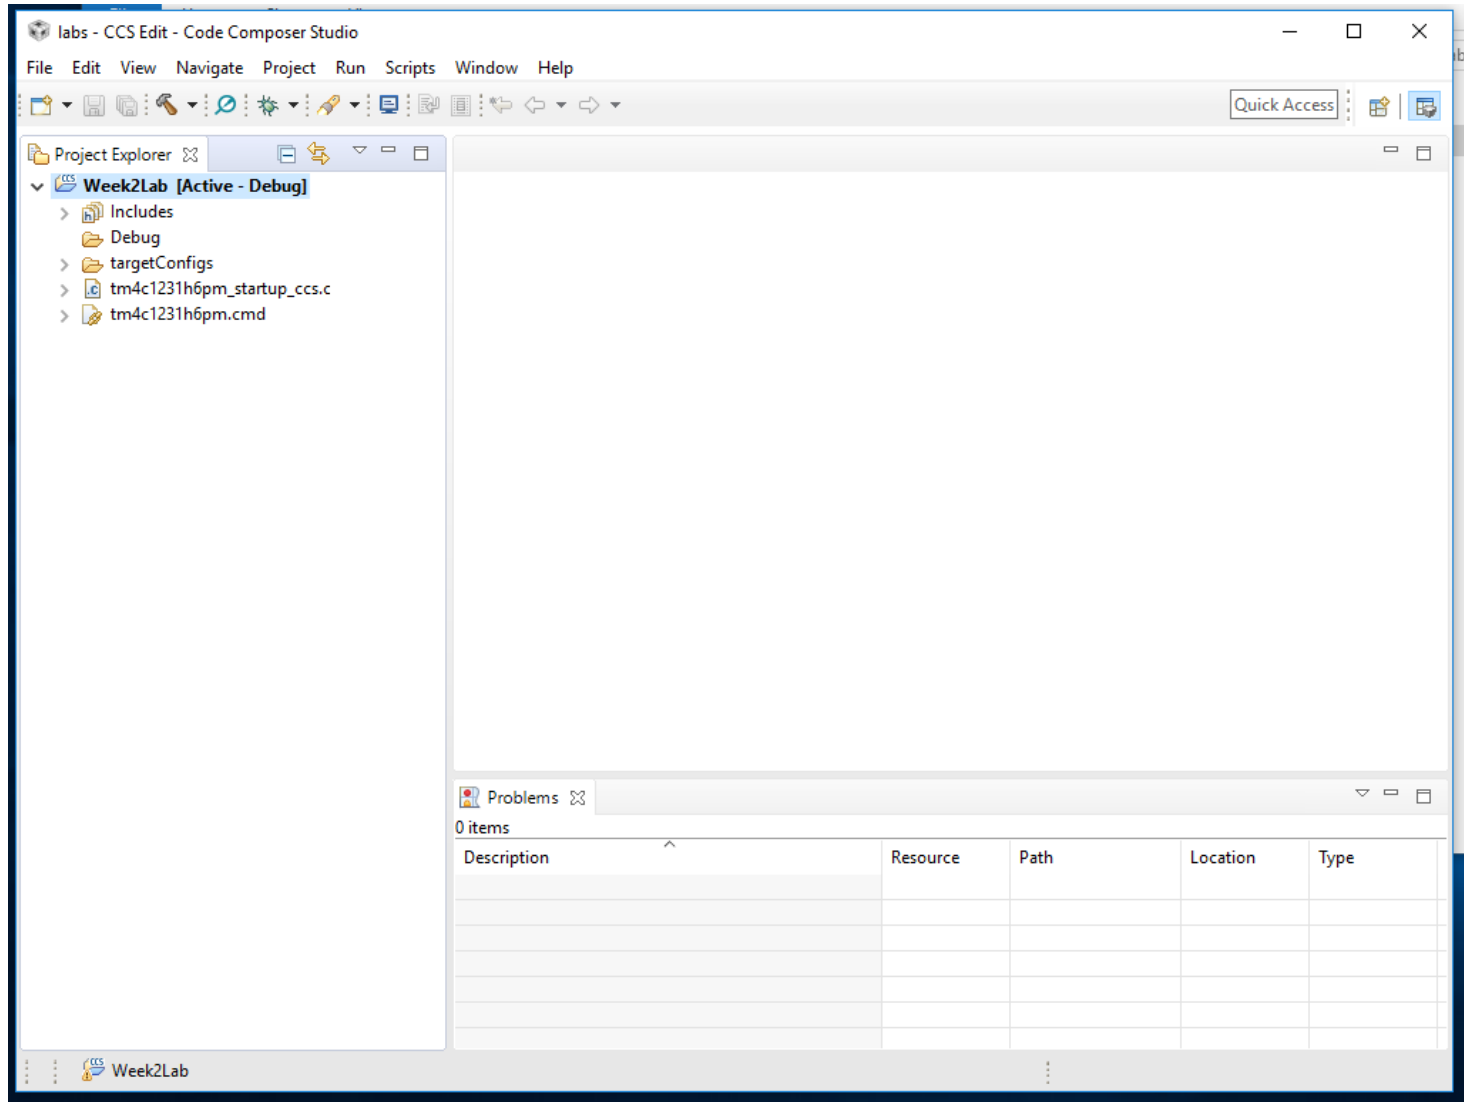 labs - CCS Edit - Code Composer Studio
File Edit View Navigate Project Run Scripts Window Help
Quick Access
Project Explorer
Week2Lab [Active - Debug]
Includes
Debug
targetConfigs
tm4c1231h6pm_startup_ccs.c
tm4c1231h6pm.cmd
Problems
0 items
Description Resource Path Location Type
Week2Lab